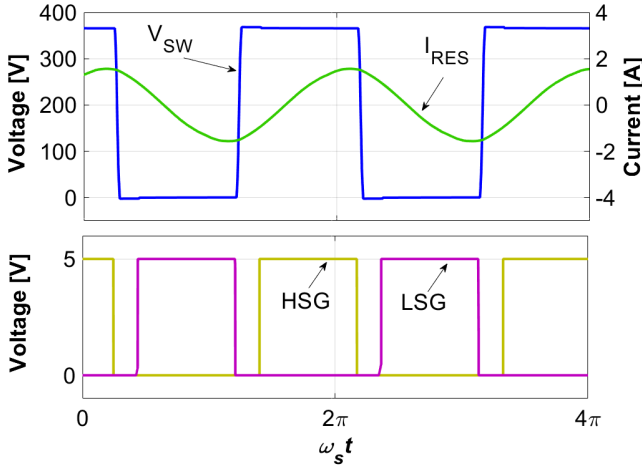 400
300
200
100
0
Voltage [V]
V_SW
I_RES
4
2
0
-2
-4
Current [A]
5
0
Voltage [V]
HSG
LSG
0
2π
4π
ω_s t